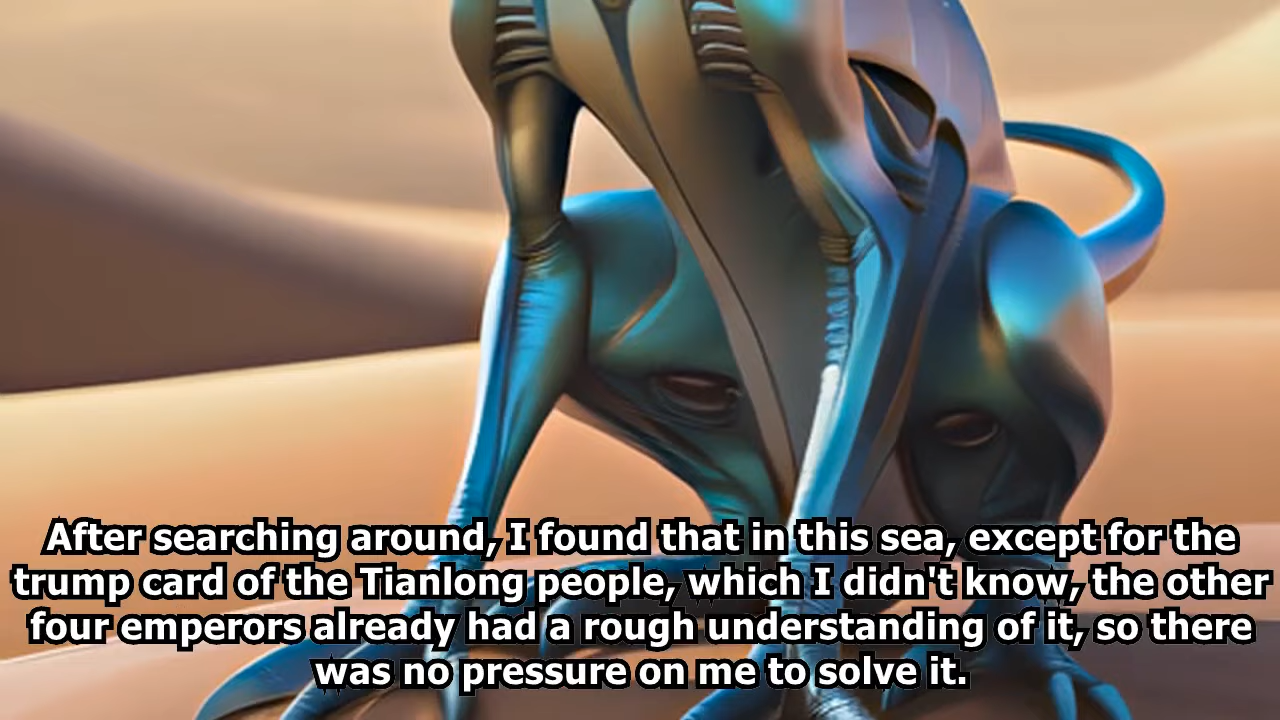 After searching around, I found that in this sea, except for the
trump card of the Tianlong people, which I didn't know, the other
four emperors already had a rough understanding of it, so there
was no pressure on me to solve it.